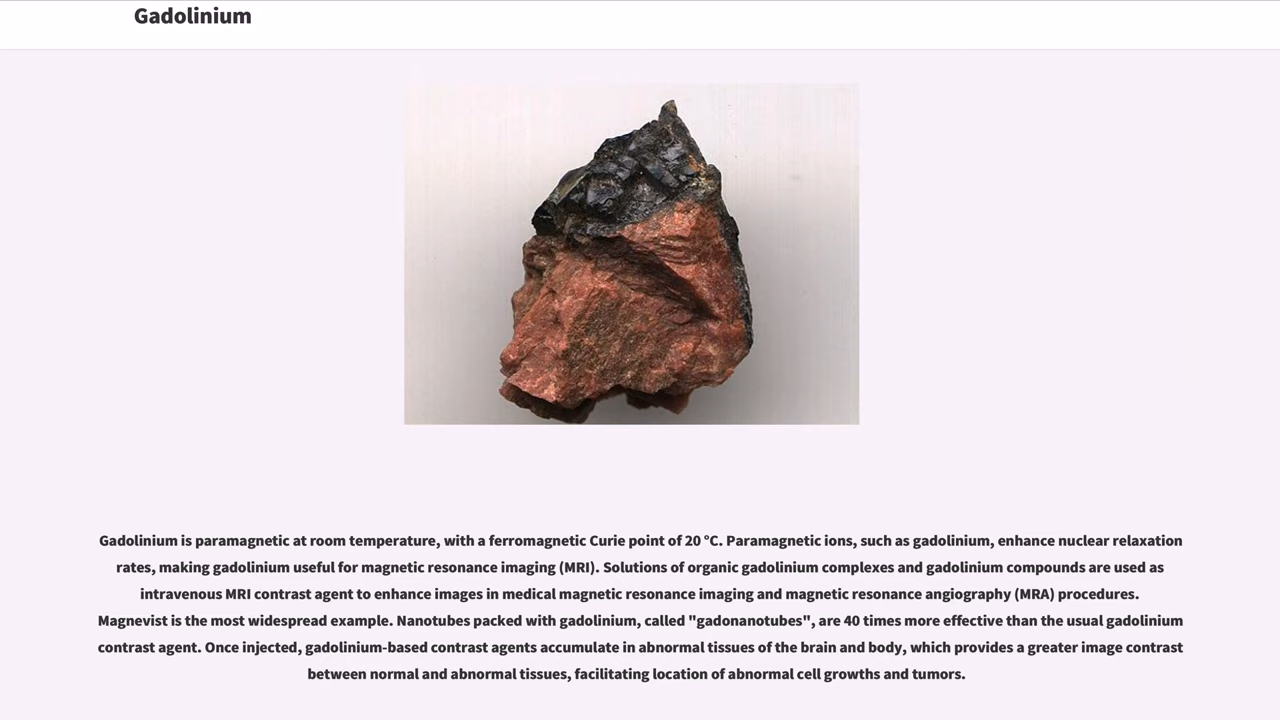 Gadolinium
Gadolinium is paramagnetic at room temperature, with a ferromagnetic Curie point of 20 °C. Paramagnetic ions, such as gadolinium, enhance nuclear relaxation
rates, making gadolinium useful for magnetic resonance imaging (MRI). Solutions of organic gadolinium complexes and gadolinium compounds are used as
intravenous MRI contrast agent to enhance images in medical magnetic resonance imaging and magnetic resonance angiography (MRA) procedures.
Magnevist is the most widespread example. Nanotubes packed with gadolinium, called "gadonanotubes", are 40 times more effective than the usual gadolinium
contrast agent. Once injected, gadolinium-based contrast agents accumulate in abnormal tissues of the brain and body, which provides a greater image contrast
between normal and abnormal tissues, facilitating location of abnormal cell growths and tumors.